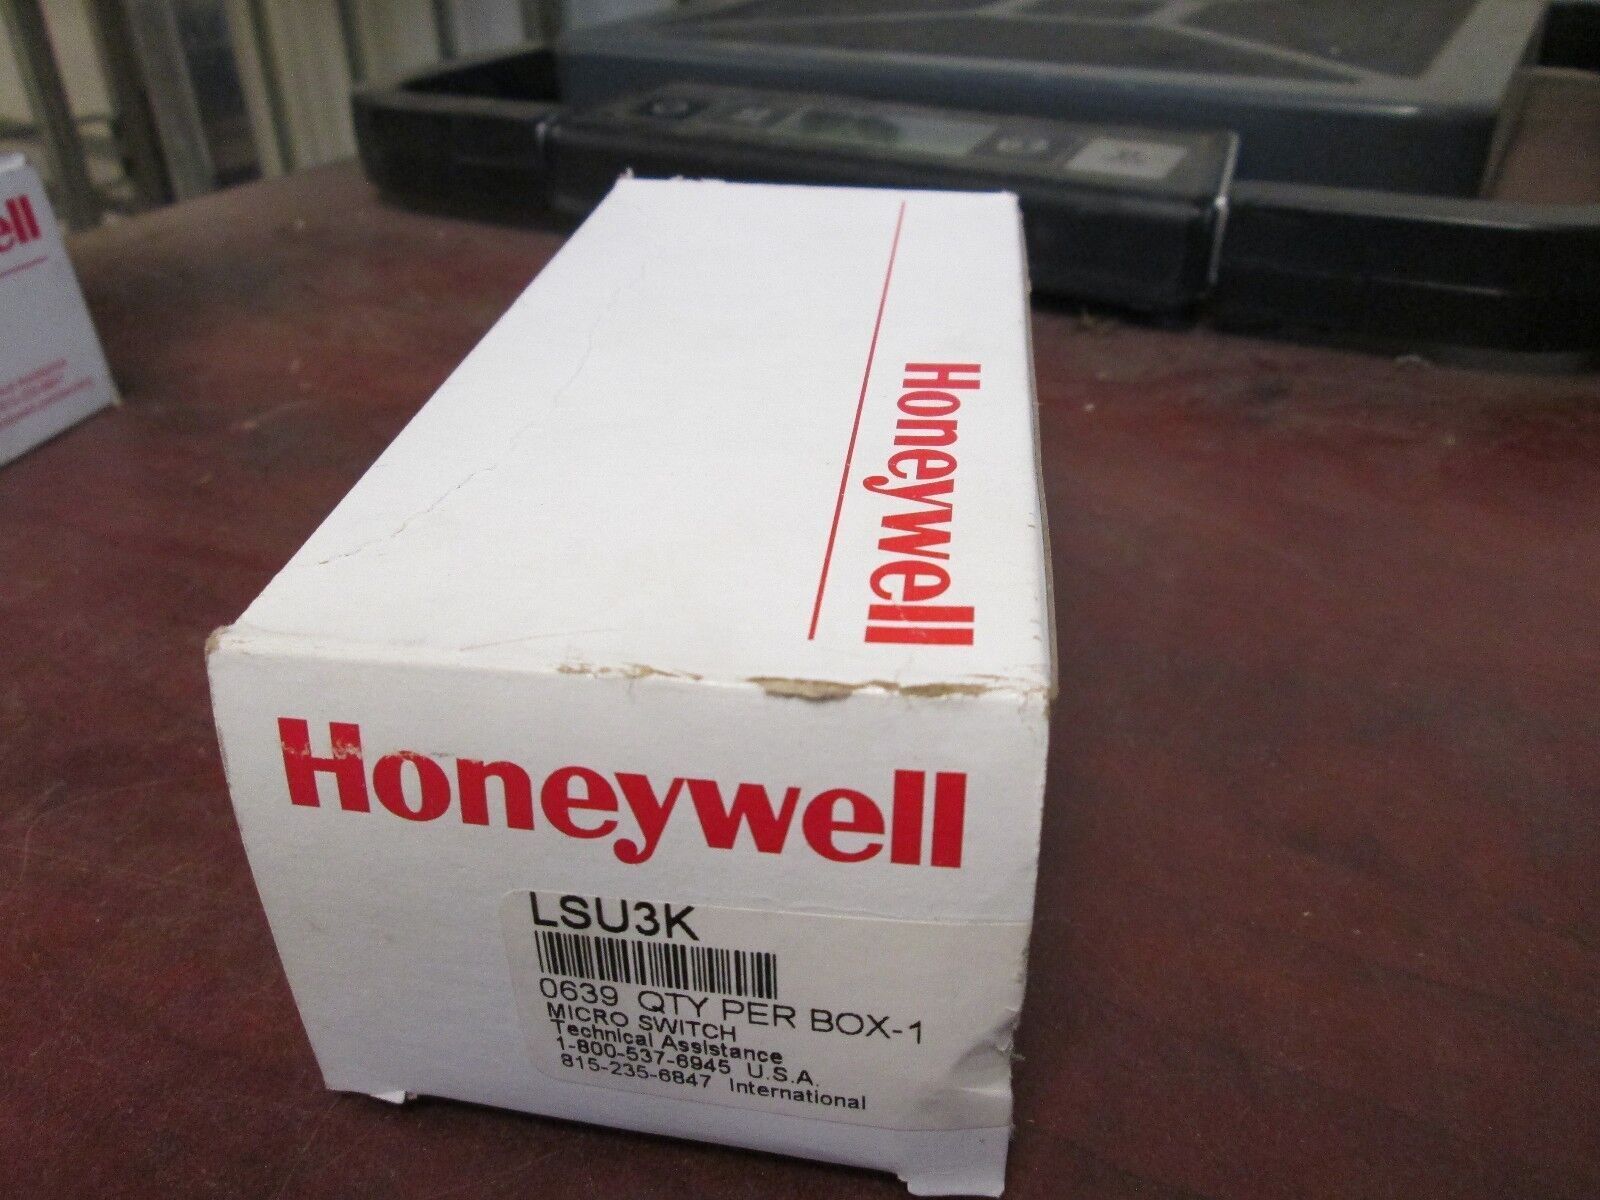 Honeywell
Honeywell
LSU3K
0639 QTY PER BOX-1
MICRO SWITCH
Technical Assistance
1-800-537-6945 U.S.A.
815-235-6847 International
ell